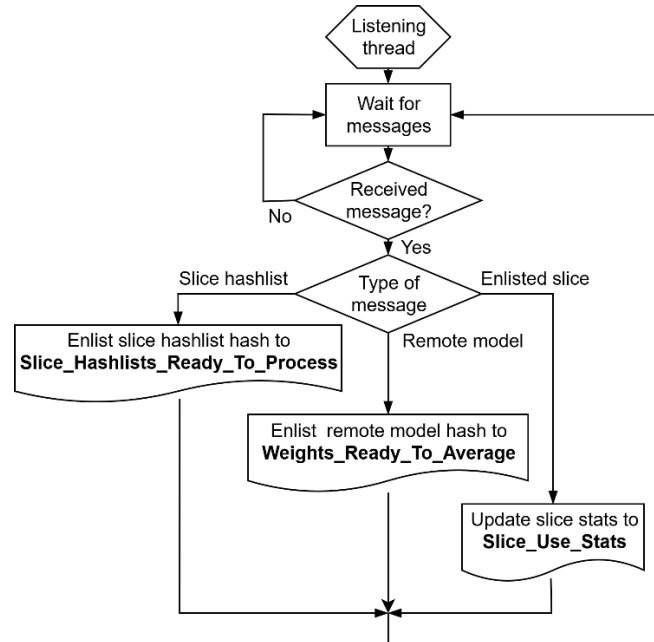 Listening
thread
Wait for
messages
Received
message?
No
Yes
Slice hashlist
Type of
message
Enlisted slice
Enlist slice hashlist hash to
Slice_Hashlists_Ready_To_Process
Remote model
Enlist remote model hash to
Weights_Ready_To_Average
Update slice stats to
Slice_Use_Stats